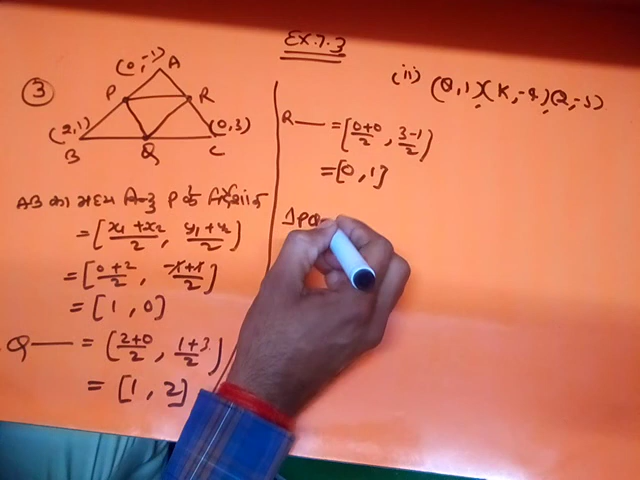 Ex.7.3
(ii) (8,1)(K,-4)(2,-5)
③
(0,-1) A
P R
(2,1) (0,3)
B Q C
AB का मध्य बिन्दु P के निर्देशांक
= [x₁+x₂/2, y₁+y₂/2]
= [0+2/2, -1+1/2]
= [1, 0]
Q — = (2+0/2, 1+3/2)
= [1, 2]
R — = [0+0/2, 3-1/2]
= [0, 1]
ΔPQ